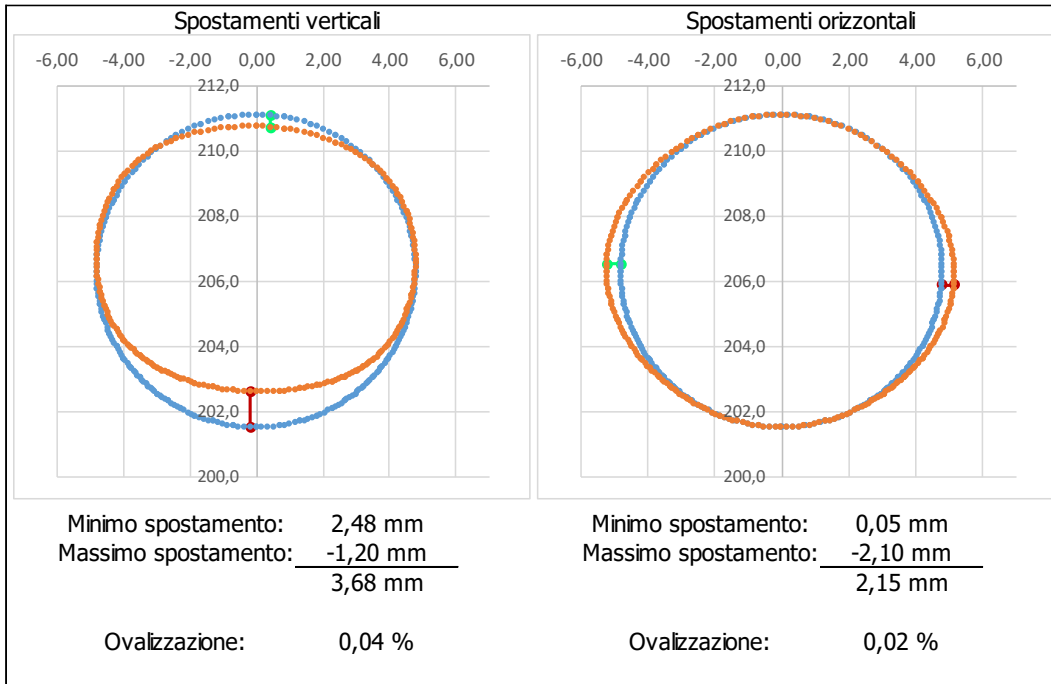 Spostamenti verticali
-6,00 -4,00 -2,00 0,00 2,00 4,00 6,00
212,0
210,0
208,0
206,0
204,0
202,0
200,0
Minimo spostamento: 2,48 mm
Massimo spostamento: -1,20 mm
3,68 mm
Ovalizzazione: 0,04 %
Spostamenti orizzontali
-6,00 -4,00 -2,00 0,00 2,00 4,00 6,00
212,0
210,0
208,0
206,0
204,0
202,0
200,0
Minimo spostamento: 0,05 mm
Massimo spostamento: -2,10 mm
2,15 mm
Ovalizzazione: 0,02 %